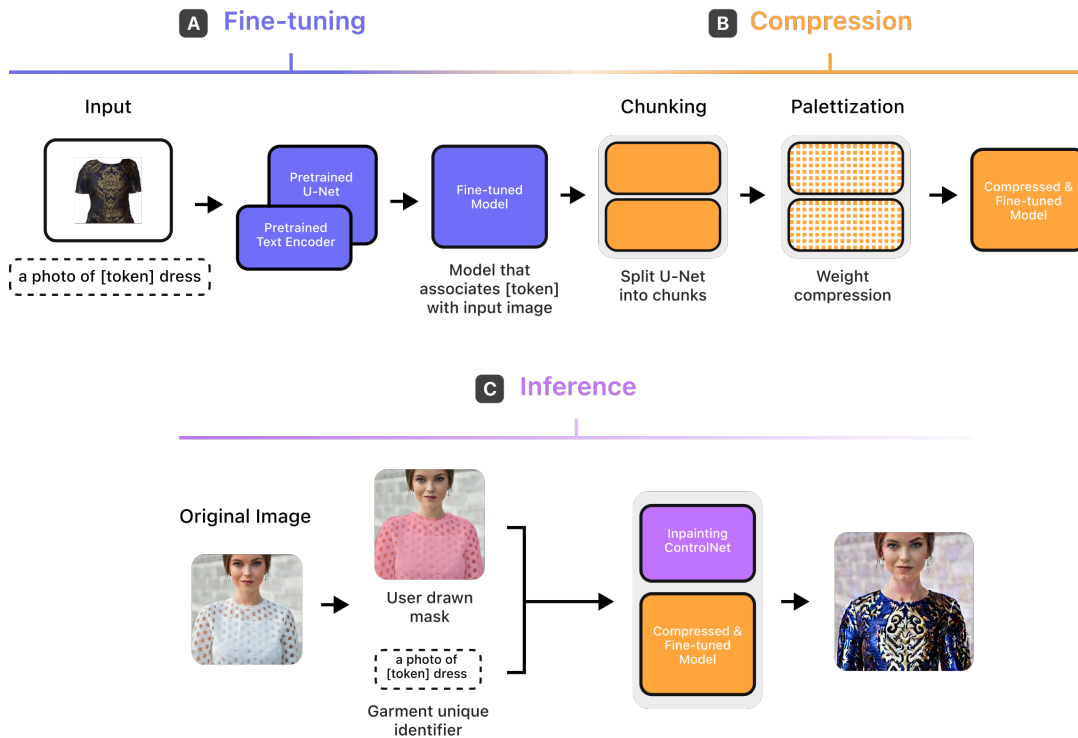 A Fine-tuning
B Compression
Input
Chunking
Palettization
Pretrained
U-Net
Pretrained
Text Encoder
Fine-tuned
Model
Compressed &
Fine-tuned
Model
a photo of [token] dress
Model that
associates [token]
with input image
Split U-Net
into chunks
Weight
compression
C Inference
Original Image
User drawn
mask
a photo of
[token] dress
Garment unique
identifier
Inpainting
ControlNet
Compressed &
Fine-tuned
Model